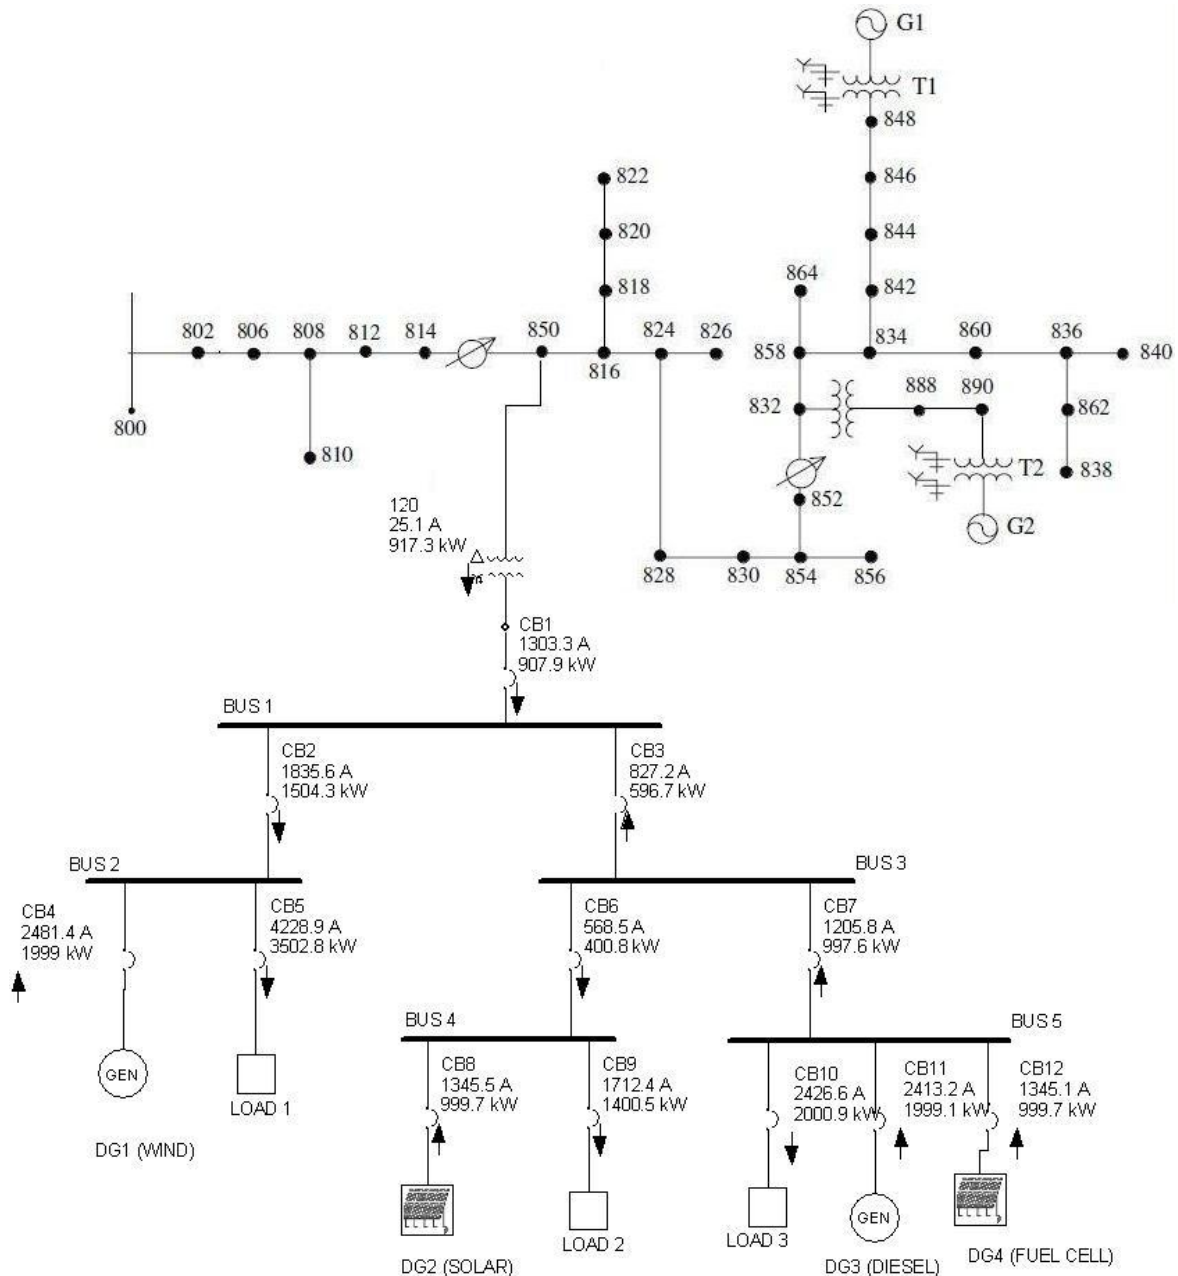 G1
T1
848
846
844
842
822
820
818
864
802
806
808
812
814
850
824
826
858
834
860
836
840
816
800
810
832
888
890
862
838
T2
G2
852
828
830
854
856
120
25.1 A
917.3 kW
CB1
1303.3 A
907.9 kW
BUS 1
CB2
1835.6 A
1504.3 kW
CB3
827.2 A
596.7 kW
BUS 2
BUS 3
CB4
2481.4 A
1999 kW
CB5
4228.9 A
3502.8 kW
CB6
568.5 A
400.8 kW
CB7
1205.8 A
997.6 kW
BUS 4
BUS 5
GEN
LOAD 1
DG1 (WIND)
CB8
1345.5 A
999.7 kW
CB9
1712.4 A
1400.5 kW
CB10
2426.6 A
2000.9 kW
CB11
2413.2 A
1999.1 kW
CB12
1345.1 A
999.7 kW
LOAD 2
LOAD 3
GEN
DG2 (SOLAR)
DG3 (DIESEL)
DG4 (FUEL CELL)